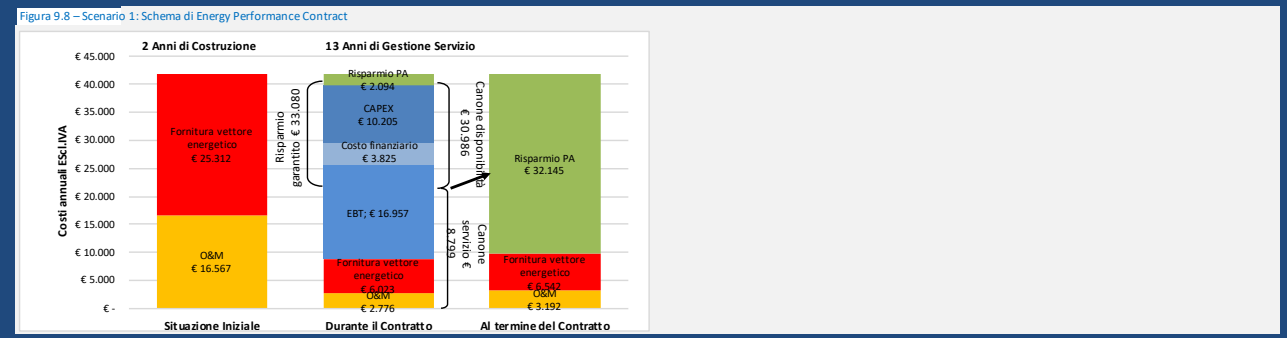 Figura 9.8 – Scenario 1: Schema di Energy Performance Contract
2 Anni di Costruzione
13 Anni di Gestione Servizio
Costi annuali EScl.IVA
€ 45.000
€ 40.000
€ 35.000
€ 30.000
€ 25.000
€ 20.000
€ 15.000
€ 10.000
€ 5.000
€ -
Fornitura vettore
energetico
€ 25.312
O&M
€ 16.567
Risparmio
garantito € 33.080
Risparmio PA
€ 2.094
CAPEX
€ 10.205
Costo finanziario
€ 3.825
EBT; € 16.957
Fornitura vettore
energetico
€ 6.023
O&M
€ 2.776
Canone disponibilità
€ 30.986
Canone
servizio €
8.799
Risparmio PA
€ 32.145
Fornitura vettore
energetico
€ 6.542
O&M
€ 3.192
Situazione Iniziale
Durante il Contratto
Al termine del Contratto